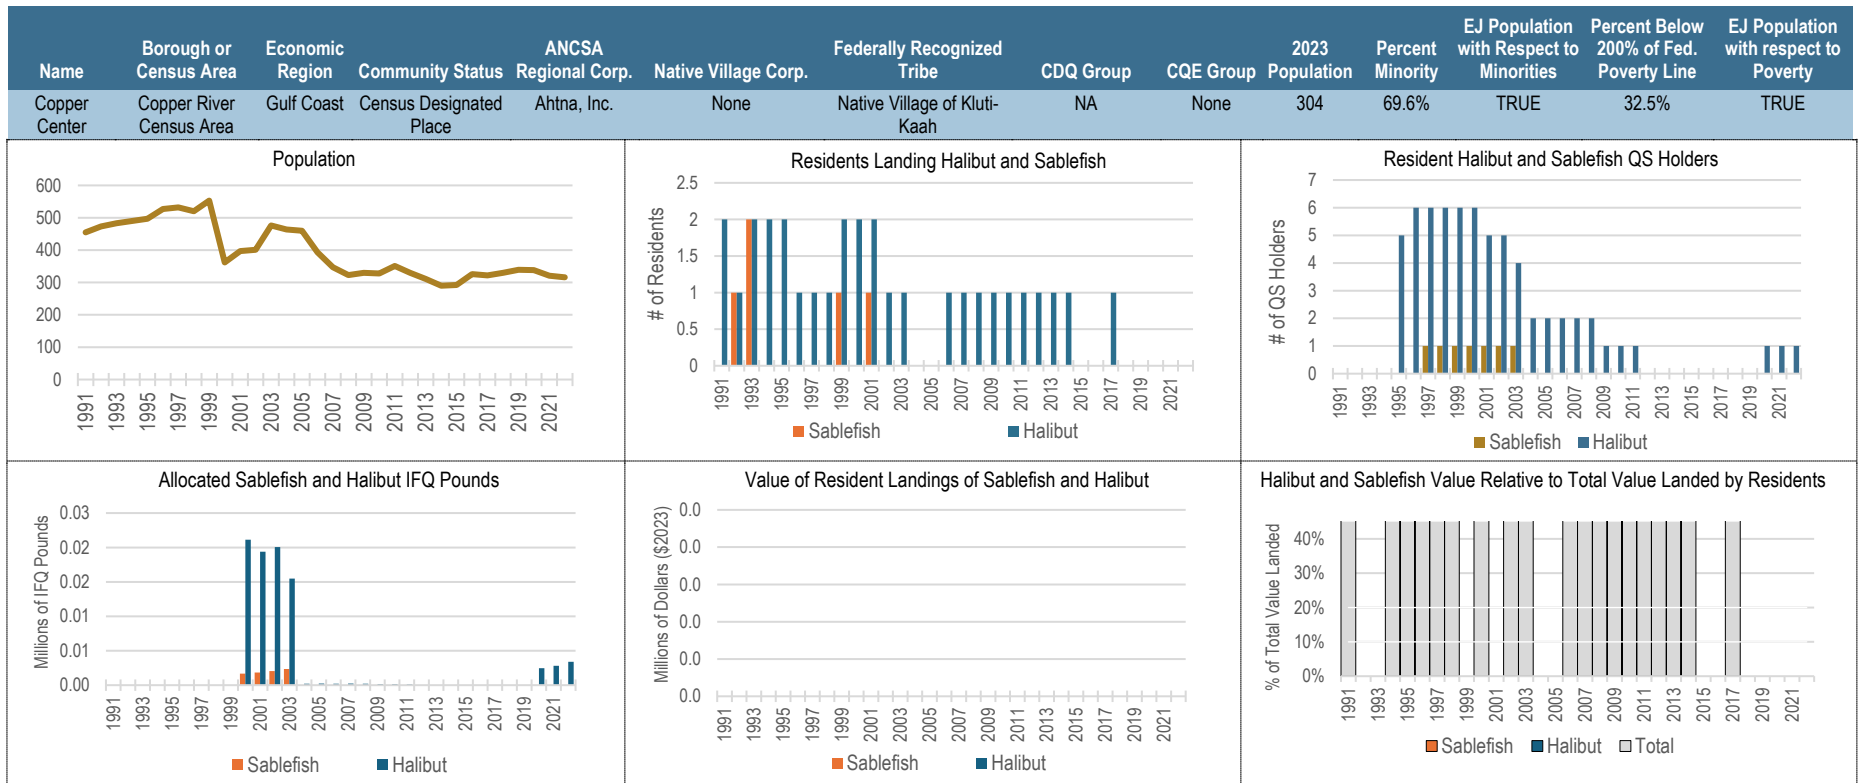 Name
Borough or Census Area
Economic Region
Community Status
ANCSA Regional Corp.
Native Village Corp.
Federally Recognized Tribe
CDQ Group
CQE Group
2023 Population
Percent Minority
EJ Population with Respect to Minorities
Percent Below 200% of Fed. Poverty Line
EJ Population with respect to Poverty
Copper Center
Copper River Census Area
Gulf Coast
Census Designated Place
Ahtna, Inc.
None
Native Village of Kluti-Kaah
NA
None
304
69.6%
TRUE
32.5%
TRUE
Population
600
500
400
300
200
100
0
1991 1993 1995 1997 1999 2001 2003 2005 2007 2009 2011 2013 2015 2017 2019 2021
Residents Landing Halibut and Sablefish
# of Residents
2.5
2
1.5
1
0.5
0
1991 1993 1995 1997 1999 2001 2003 2005 2007 2009 2011 2013 2015 2017 2019 2021
Sablefish Halibut
Resident Halibut and Sablefish QS Holders
# of QS Holders
7
6
5
4
3
2
1
0
1991 1993 1995 1997 1999 2001 2003 2005 2007 2009 2011 2013 2015 2017 2019 2021
Sablefish Halibut
Allocated Sablefish and Halibut IFQ Pounds
Millions of IFQ Pounds
0.03
0.02
0.02
0.01
0.01
0.00
1991 1993 1995 1997 1999 2001 2003 2005 2007 2009 2011 2013 2015 2017 2019 2021
Sablefish Halibut
Value of Resident Landings of Sablefish and Halibut
Millions of Dollars ($2023)
0.0
0.0
0.0
0.0
0.0
0.0
1991 1993 1995 1997 1999 2001 2003 2005 2007 2009 2011 2013 2015 2017 2019 2021
Sablefish Halibut
Halibut and Sablefish Value Relative to Total Value Landed by Residents
% of Total Value Landed
40%
30%
20%
10%
0%
1991 1993 1995 1997 1999 2001 2003 2005 2007 2009 2011 2013 2015 2017 2019 2021
Sablefish Halibut Total